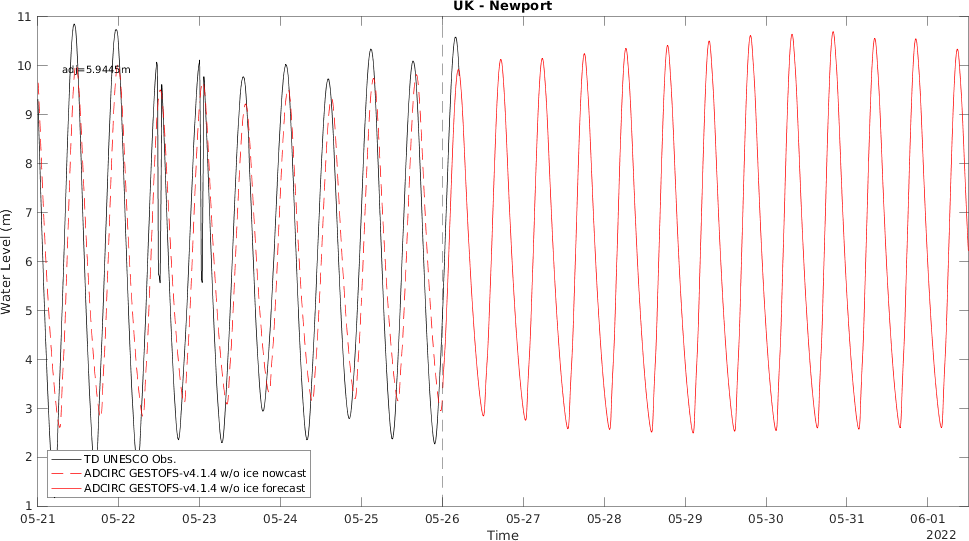 UK - Newport
11
10
9
8
7
6
5
4
3
2
1
Water Level (m)
adj=5.9445m
TD UNESCO Obs.
ADCIRC GESTOFS-v4.1.4 w/o ice nowcast
ADCIRC GESTOFS-v4.1.4 w/o ice forecast
05-21 05-22 05-23 05-24 05-25 05-26 05-27 05-28 05-29 05-30 05-31 06-01
2022
Time